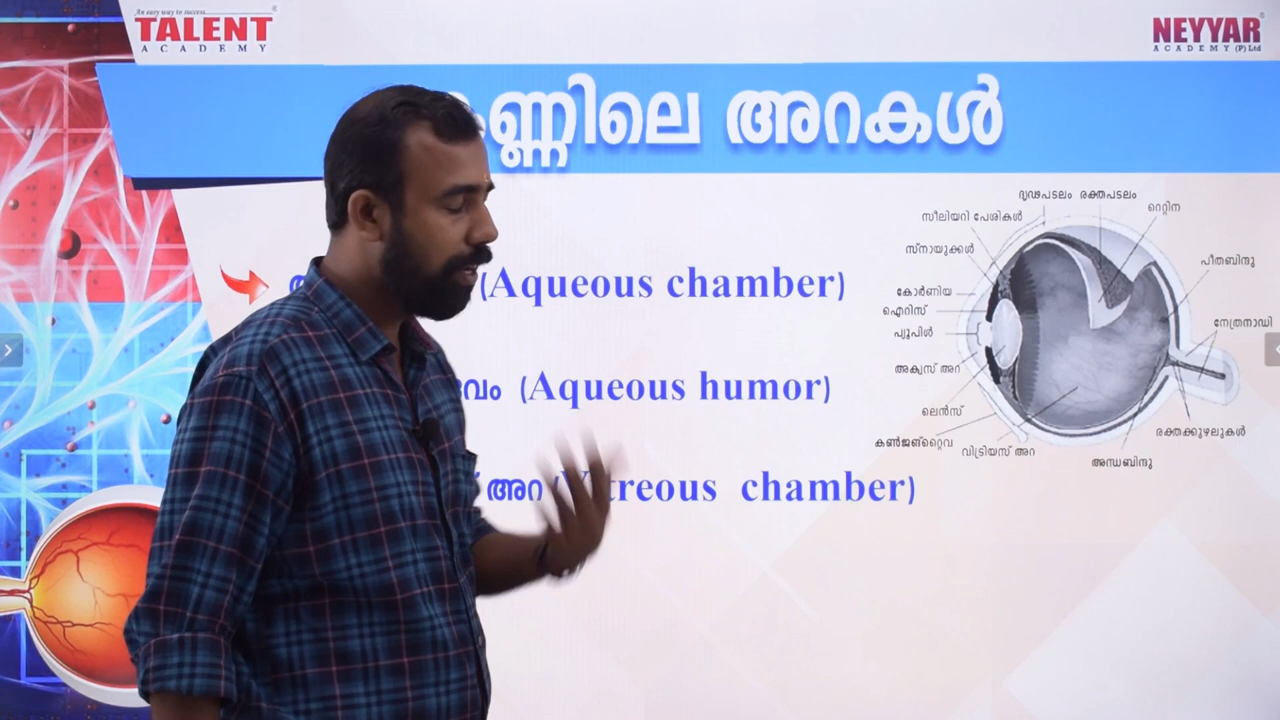 An easy way to success.......
TALENT
ACADEMY
NEYYAR
ACADEMY (P) Ltd
കണ്ണിലെ അറകൾ
(Aqueous chamber)
(Aqueous humor)
അറ (Vitreous chamber)
ദൃഢപടലം
രക്തപടലം
റെറ്റിന
സീലിയറി പേശികൾ
സ്നായുക്കൾ
പീതബിന്ദു
കോർണിയ
ഐറിസ്
പ്യൂപിൾ
നേത്രനാഡി
അക്വസ് അറ
ലെൻസ്
കൺജങ്റ്റൈവ
വിട്രിയസ് അറ
അന്ധബിന്ദു
രക്തക്കുഴലുകൾ